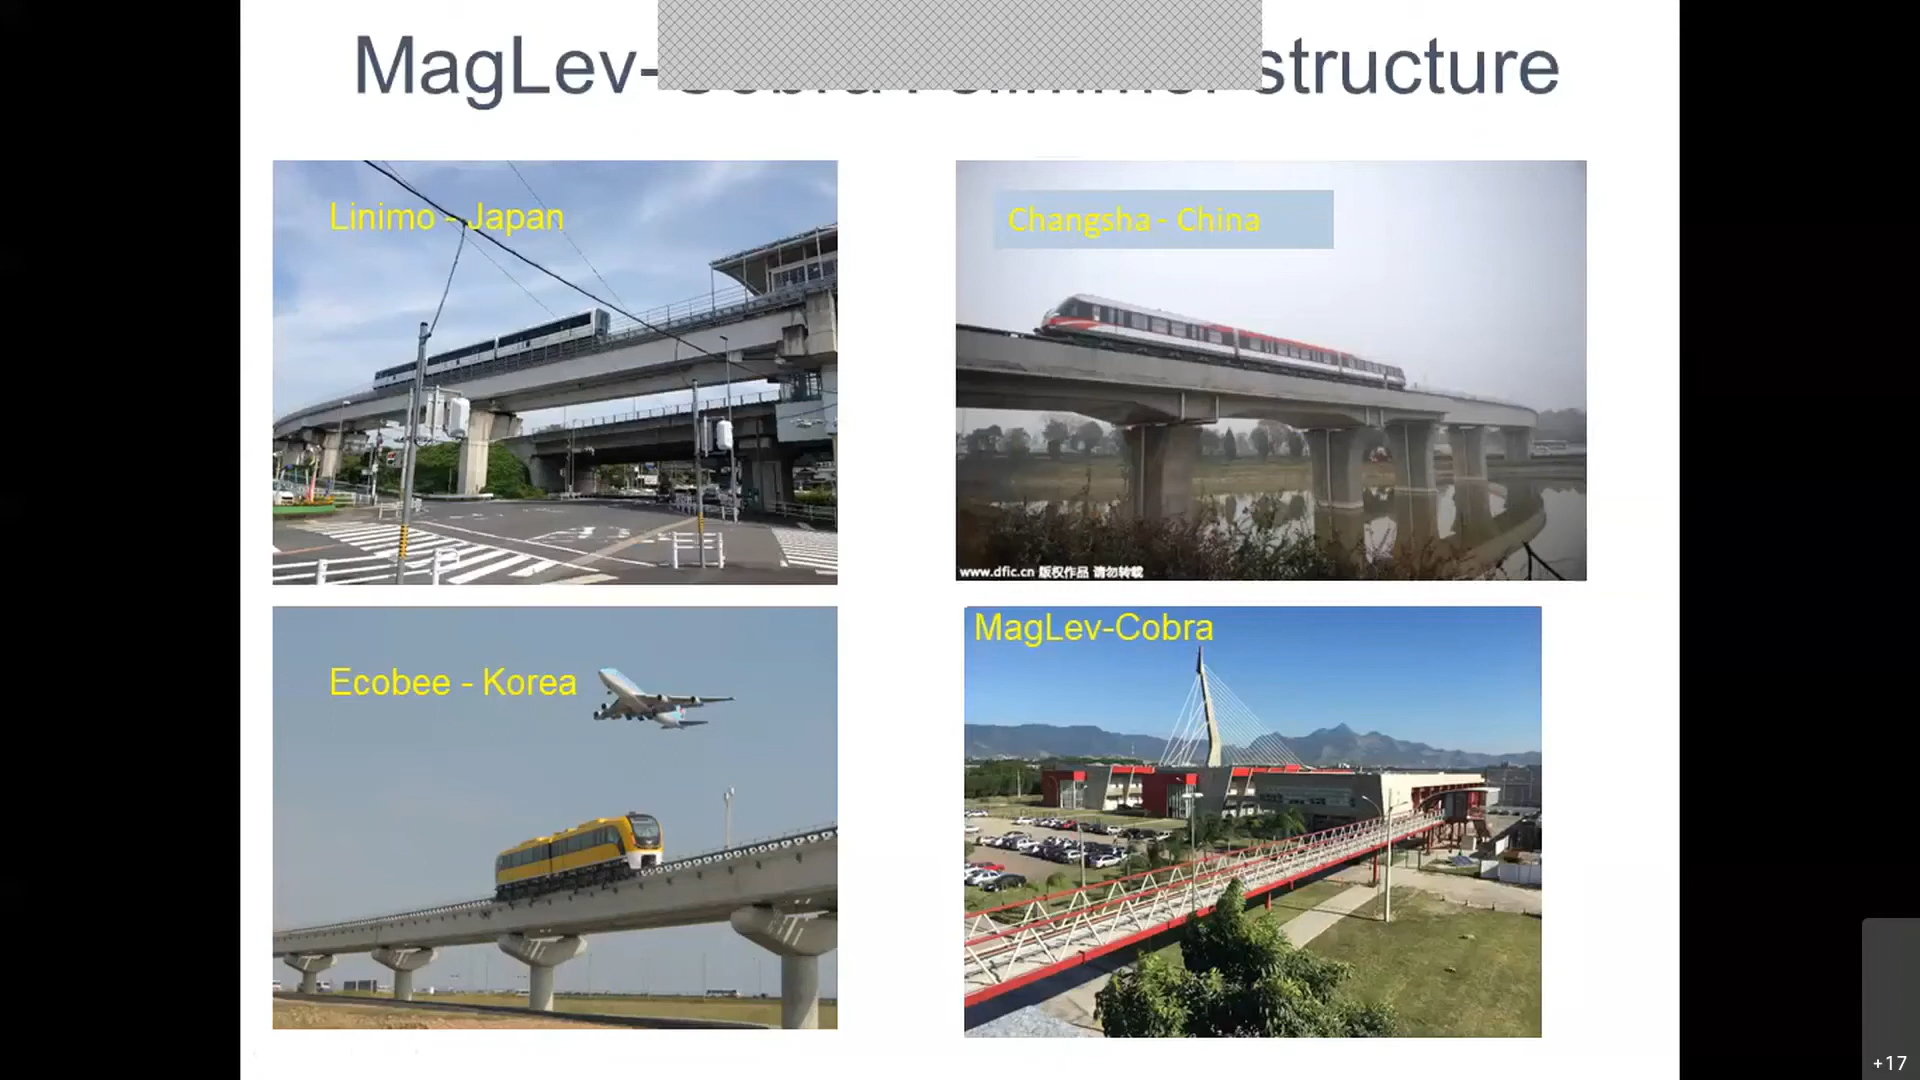 MagLev- structure
Linimo - Japan
Changsha - China
www.dfic.cn 版权作品 请勿转载
Ecobee - Korea
MagLev-Cobra
+17